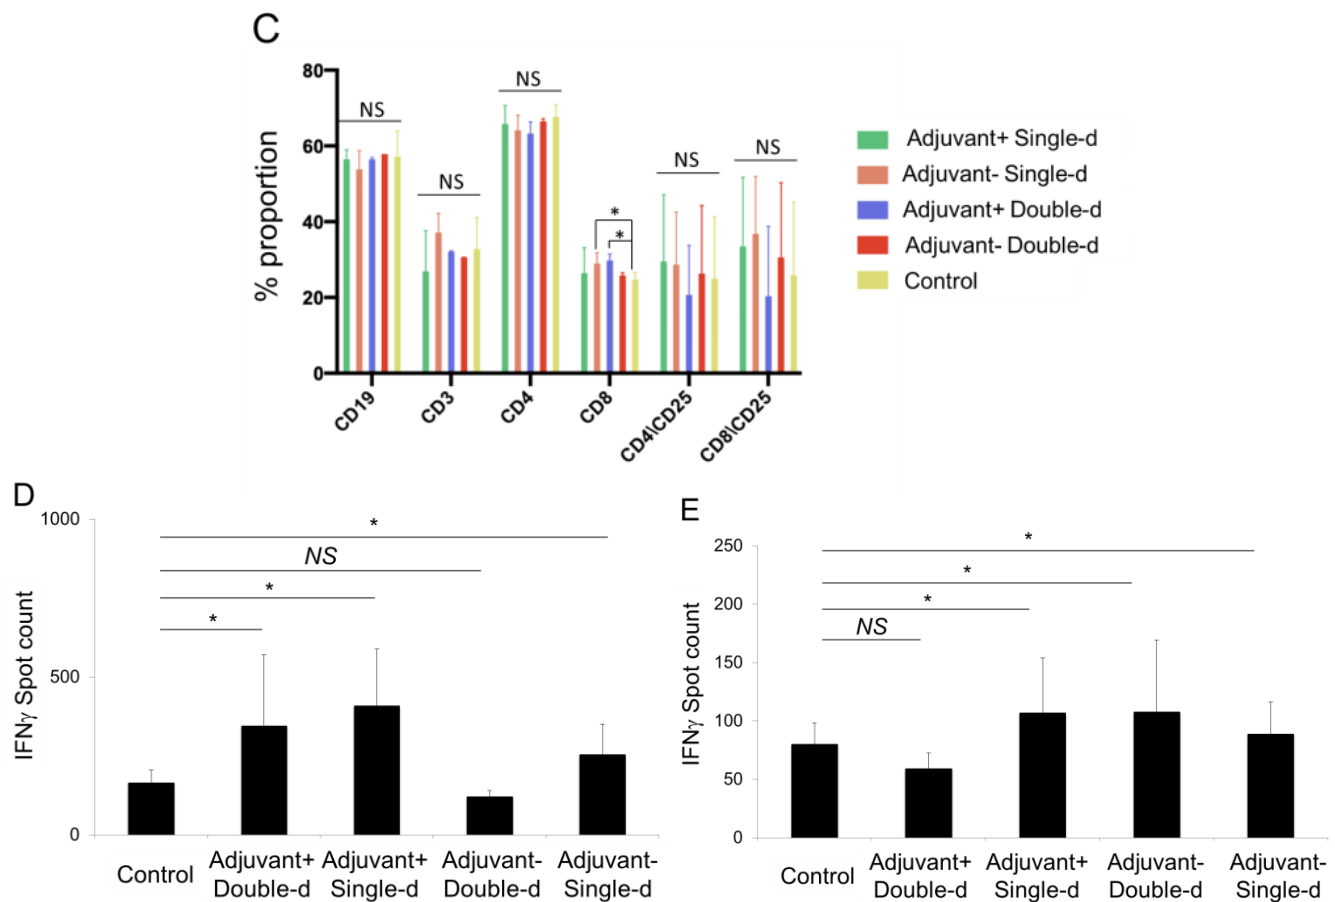 C
% proportion
80
60
40
20
0
NS
NS
NS
*
*
NS
NS
CD19
CD3
CD4
CD8
CD4\CD25
CD8\CD25
Adjuvant+ Single-d
Adjuvant- Single-d
Adjuvant+ Double-d
Adjuvant- Double-d
Control
D
IFNγ Spot count
1000
500
0
*
NS
*
*
Control
Adjuvant+
Double-d
Adjuvant+
Single-d
Adjuvant-
Double-d
Adjuvant-
Single-d
E
IFNγ Spot count
250
200
150
100
50
0
*
*
*
NS
Control
Adjuvant+
Double-d
Adjuvant+
Single-d
Adjuvant-
Double-d
Adjuvant-
Single-d